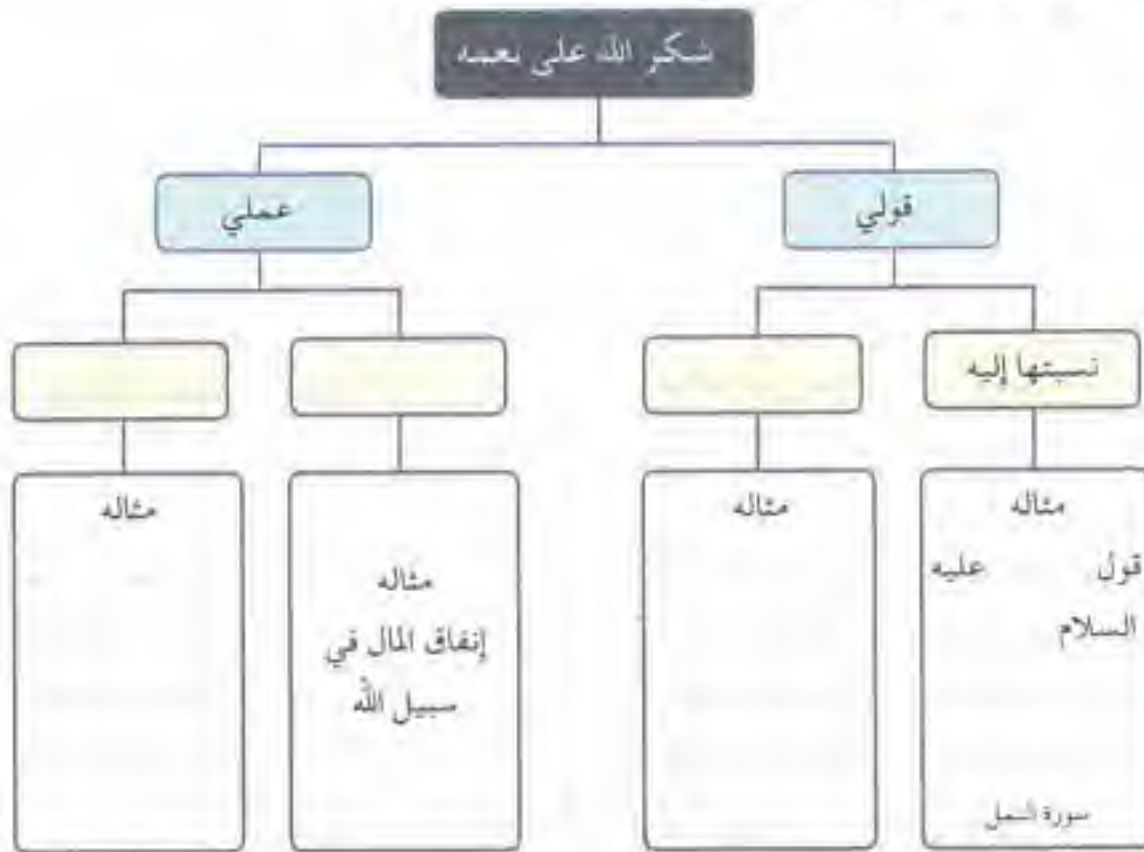 شكر الله على نعمه
قولي
عملي
نسبتها إليه
مثاله
قول عليه
السلام
سورة النمل
مثاله
مثاله
إنفاق المال في
سبيل الله
مثاله